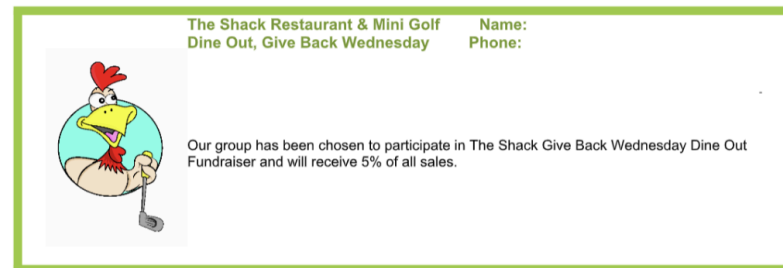 The Shack Restaurant & Mini Golf Name:
Dine Out, Give Back Wednesday Phone:
Our group has been chosen to participate in The Shack Give Back Wednesday Dine Out
Fundraiser and will receive 5% of all sales.